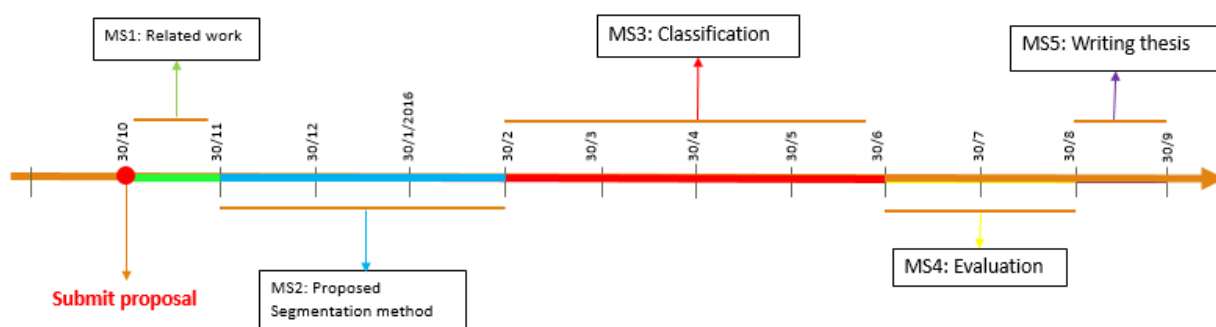 MS1: Related work
MS3: Classification
MS5: Writing thesis
30/10
30/11
30/12
30/1/2016
30/2
30/3
30/4
30/5
30/6
30/7
30/8
30/9
Submit proposal
MS2: Proposed
Segmentation method
MS4: Evaluation